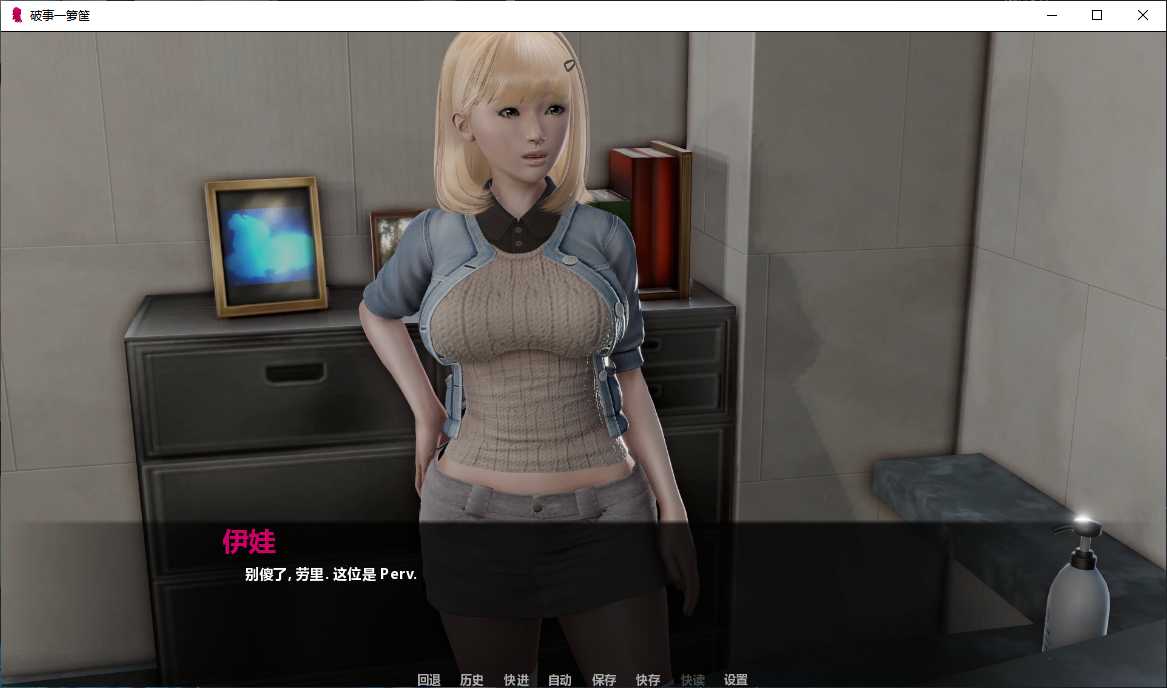 破事一箩筐
伊娃
别傻了, 劳里. 这位是 Perv.
回退 历史 快进 自动 保存 快存 快读 设置